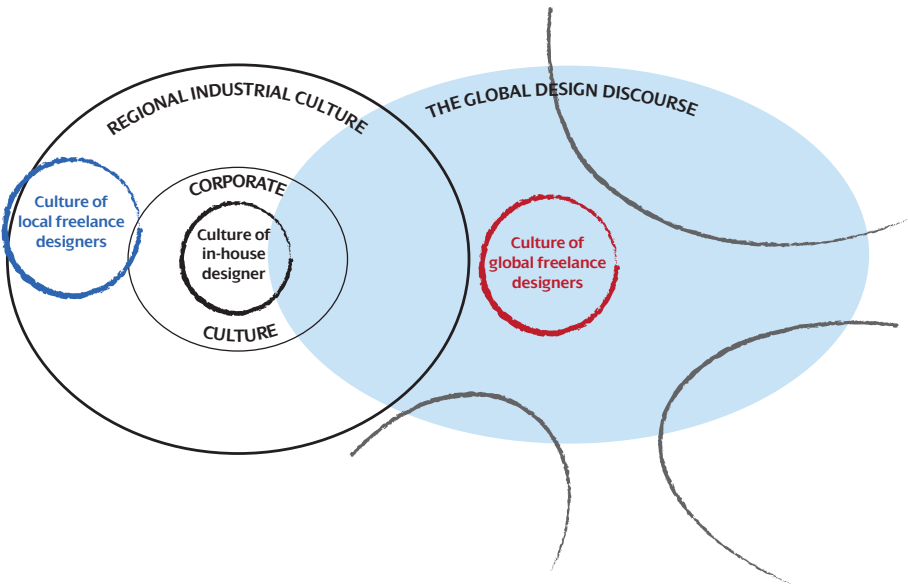 REGIONAL INDUSTRIAL CULTURE
THE GLOBAL DESIGN DISCOURSE
Culture of
local freelance
designers
CORPORATE
Culture of
in-house
designer
CULTURE
Culture of
global freelance
designers